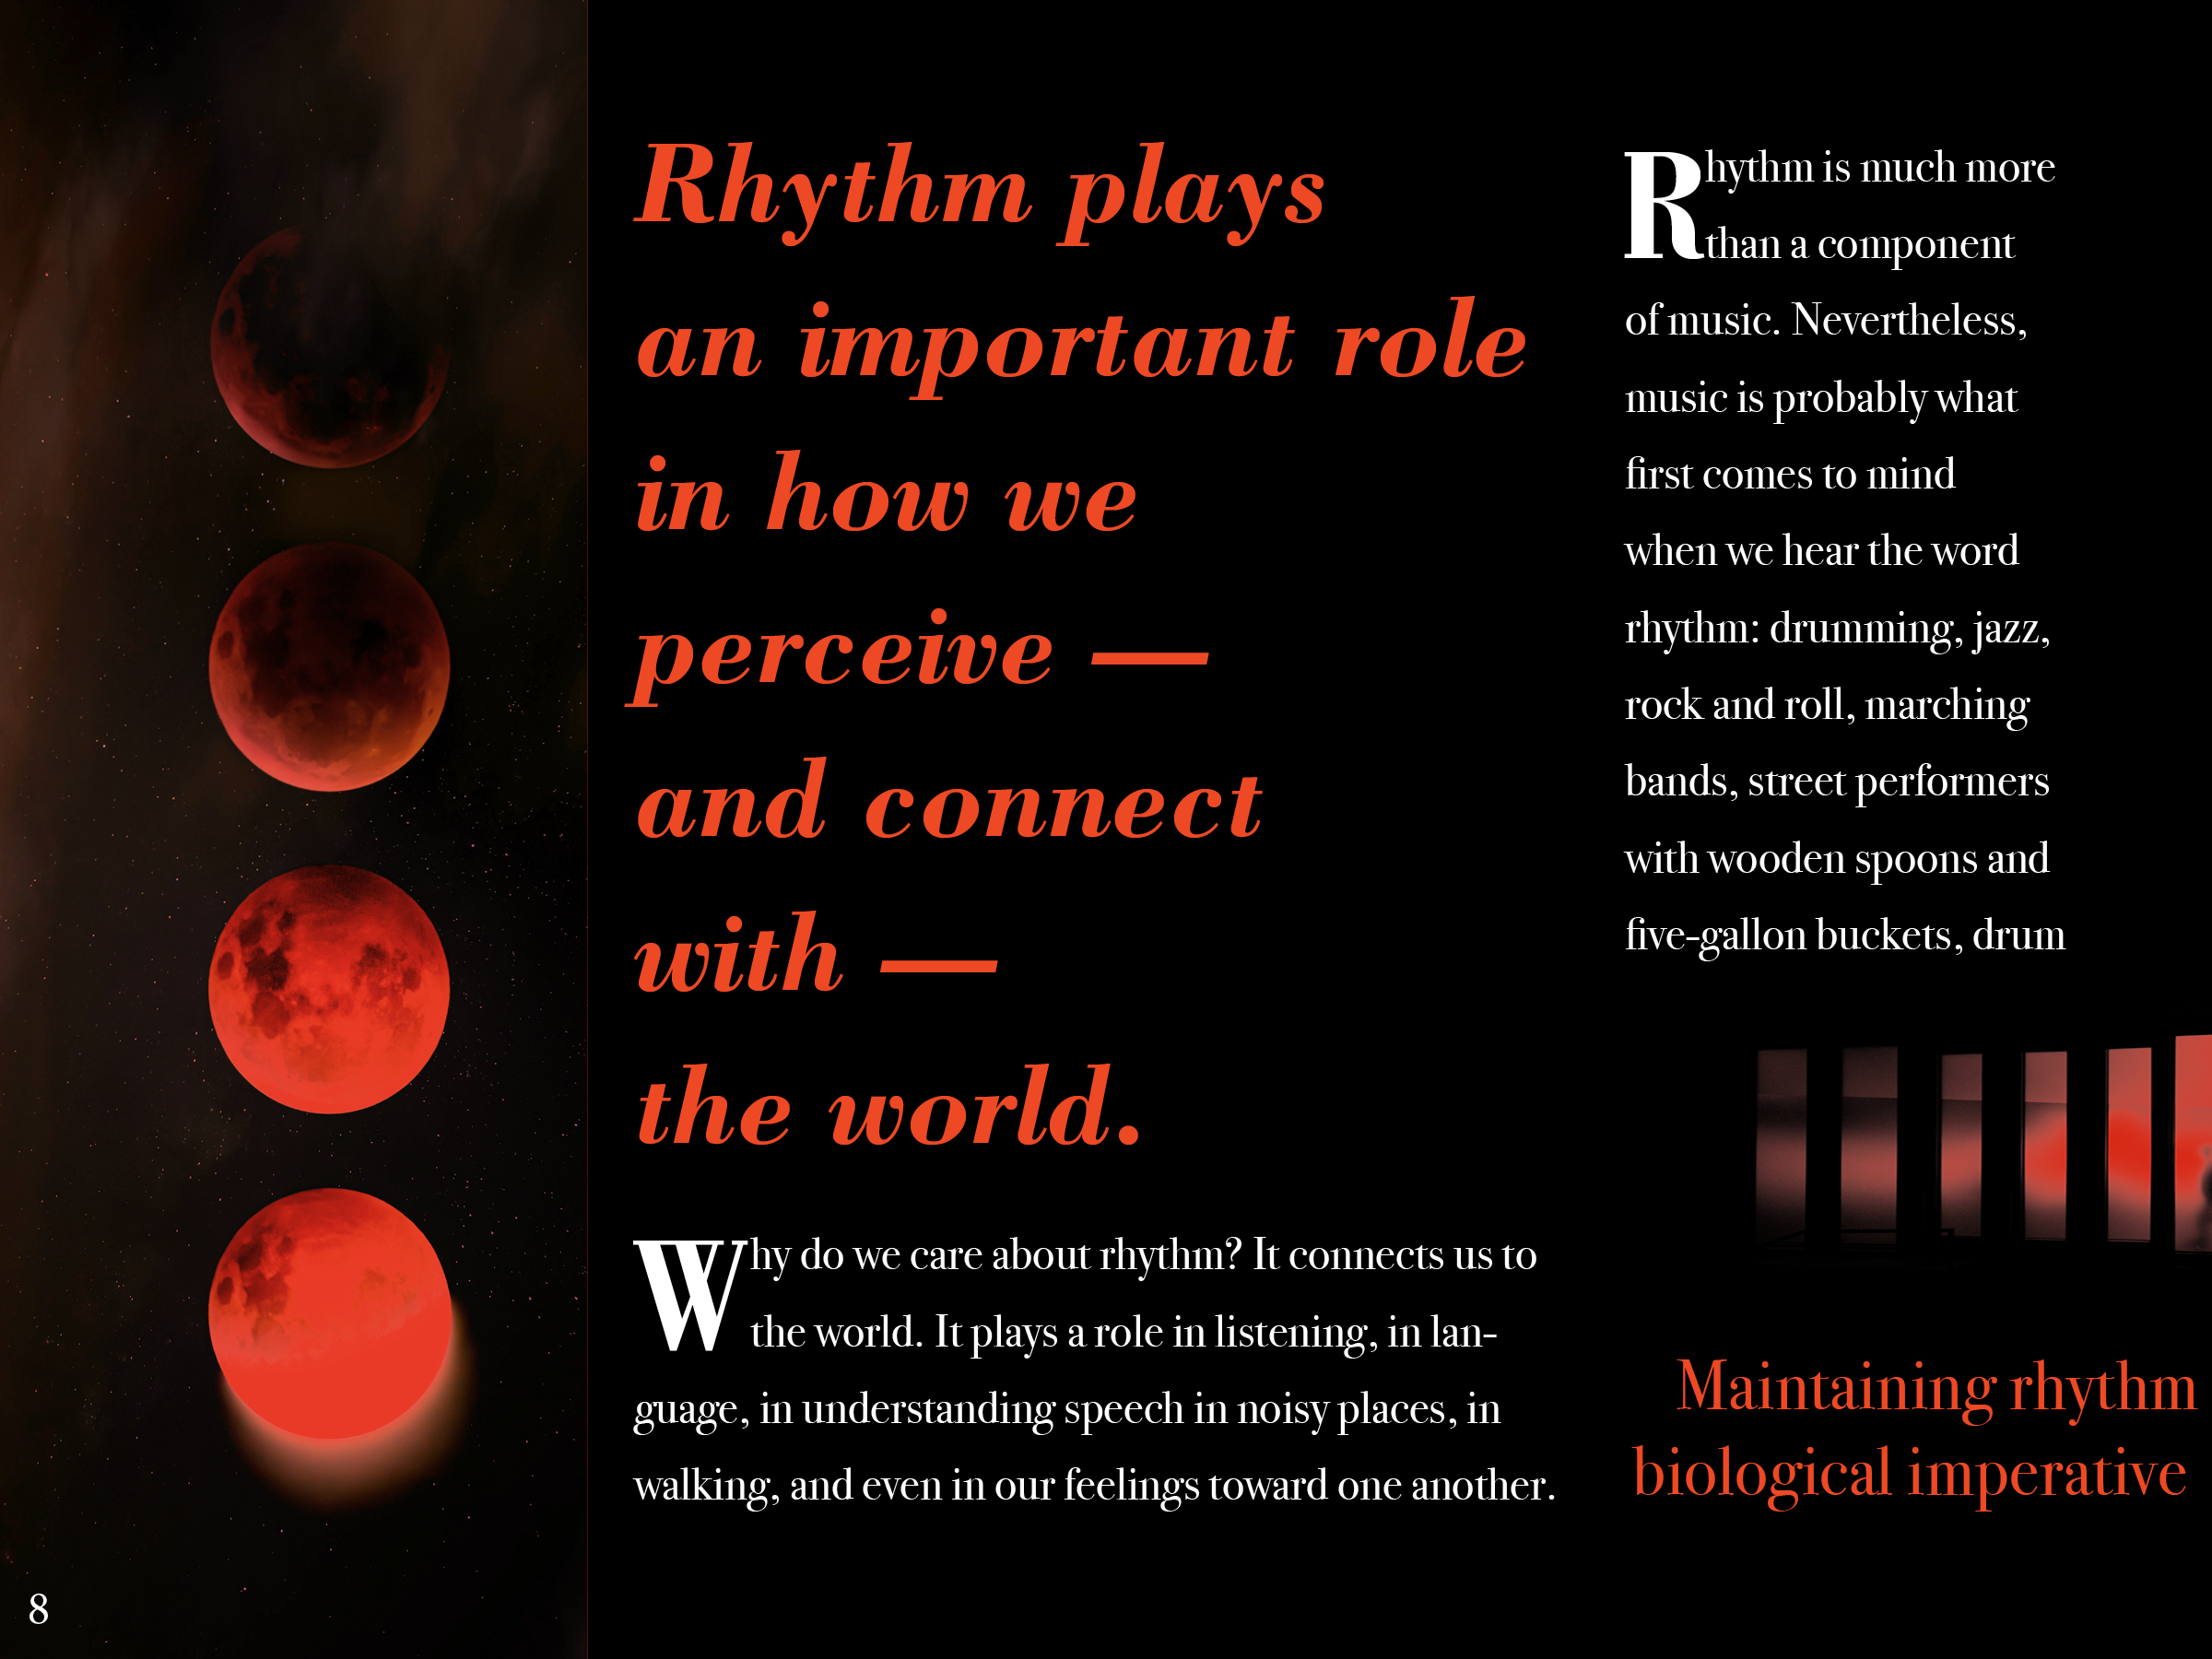 Rhythm plays
an important role
in how we
perceive —
and connect
with —
the world.
Why do we care about rhythm? It connects us to
the world. It plays a role in listening, in lan-
guage, in understanding speech in noisy places, in
walking, and even in our feelings toward one another.
Rhythm is much more
than a component
of music. Nevertheless,
music is probably what
first comes to mind
when we hear the word
rhythm: drumming, jazz,
rock and roll, marching
bands, street performers
with wooden spoons and
five-gallon buckets, drum
Maintaining rhythm
biological imperative
8